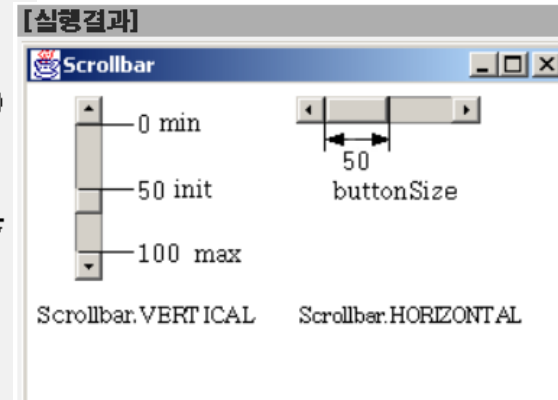 [실행결과]
Scrollbar
0 min
50 init
100 max
50
buttonSize
Scrollbar.VERTICAL
Scrollbar.HORIZONTAL